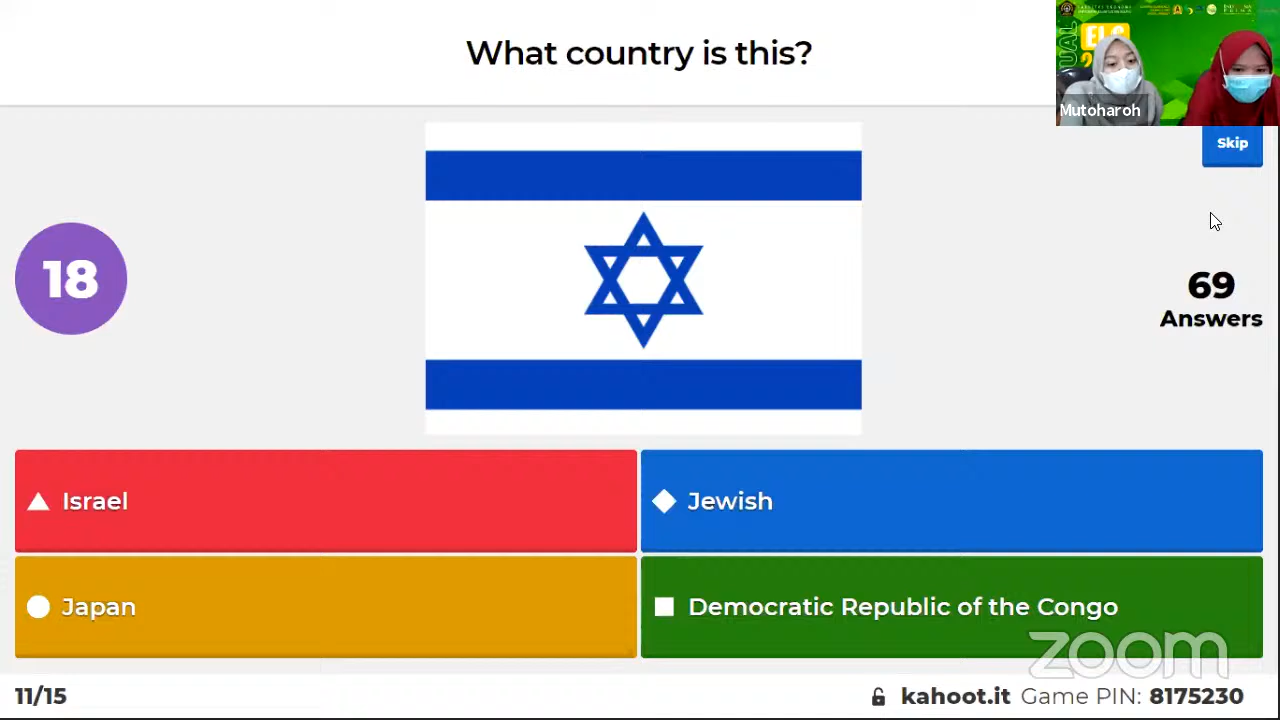 What country is this?
Mutoharoh
Skip
18
69
Answers
Israel
Jewish
Japan
Democratic Republic of the Congo
zoom
11/15
kahoot.it Game PIN: 8175230